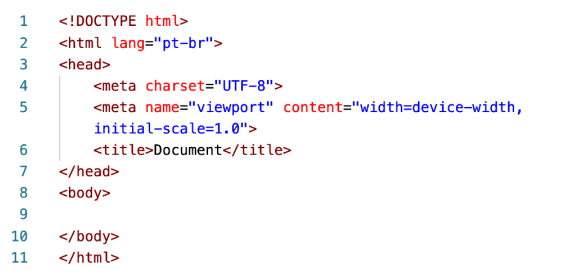 1 <!DOCTYPE html>
2 <html lang="pt-br">
3 <head>
4 <meta charset="UTF-8">
5 <meta name="viewport" content="width=device-width,
initial-scale=1.0">
6 <title>Document</title>
7 </head>
8 <body>
9
10 </body>
11 </html>